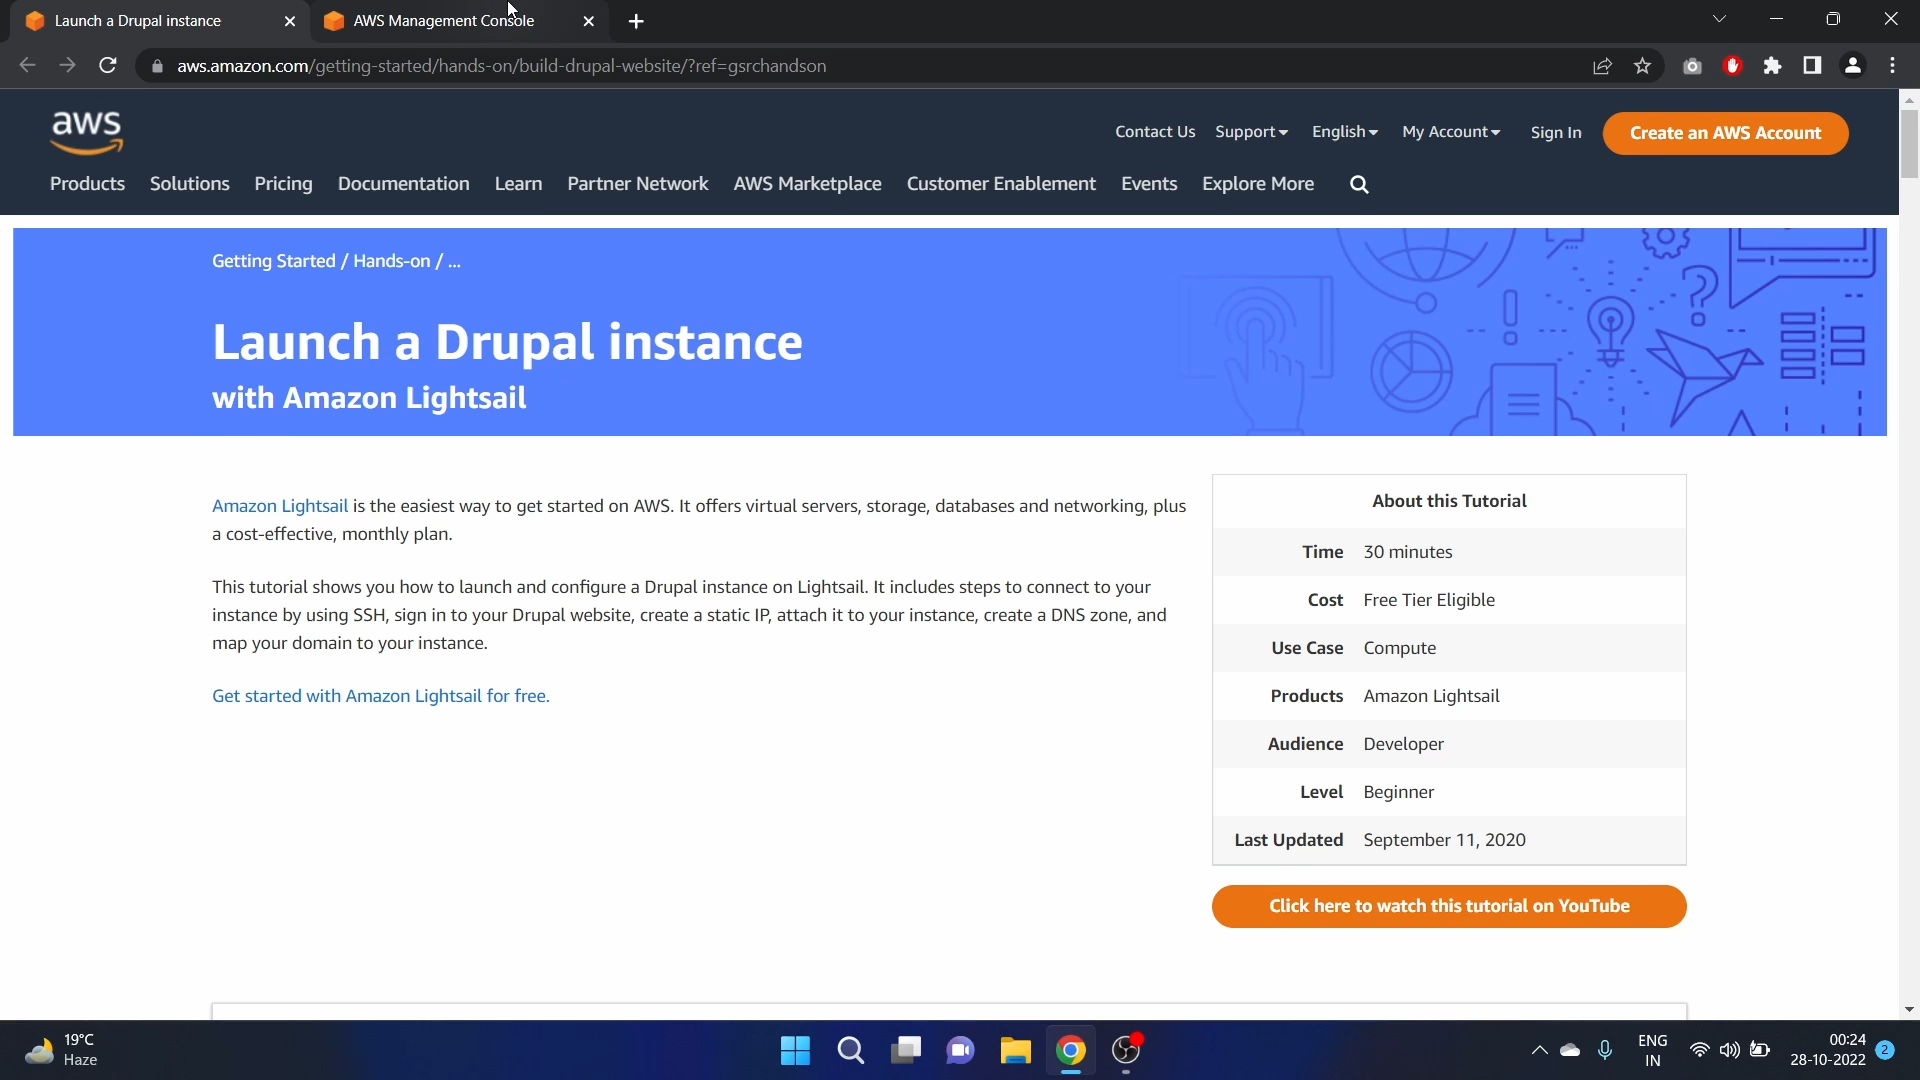 Launch a Drupal instance
AWS Management Console
aws.amazon.com/getting-started/hands-on/build-drupal-website/?ref=gsrchandson
aws
Contact Us Support English My Account Sign In Create an AWS Account
Products Solutions Pricing Documentation Learn Partner Network AWS Marketplace Customer Enablement Events Explore More
Getting Started / Hands-on / ...
Launch a Drupal instance
with Amazon Lightsail
Amazon Lightsail is the easiest way to get started on AWS. It offers virtual servers, storage, databases and networking, plus
a cost-effective, monthly plan.
This tutorial shows you how to launch and configure a Drupal instance on Lightsail. It includes steps to connect to your
instance by using SSH, sign in to your Drupal website, create a static IP, attach it to your instance, create a DNS zone, and
map your domain to your instance.
Get started with Amazon Lightsail for free.
About this Tutorial
Time 30 minutes
Cost Free Tier Eligible
Use Case Compute
Products Amazon Lightsail
Audience Developer
Level Beginner
Last Updated September 11, 2020
Click here to watch this tutorial on YouTube
19°C
Haze
ENG
IN
00:24
28-10-2022
2